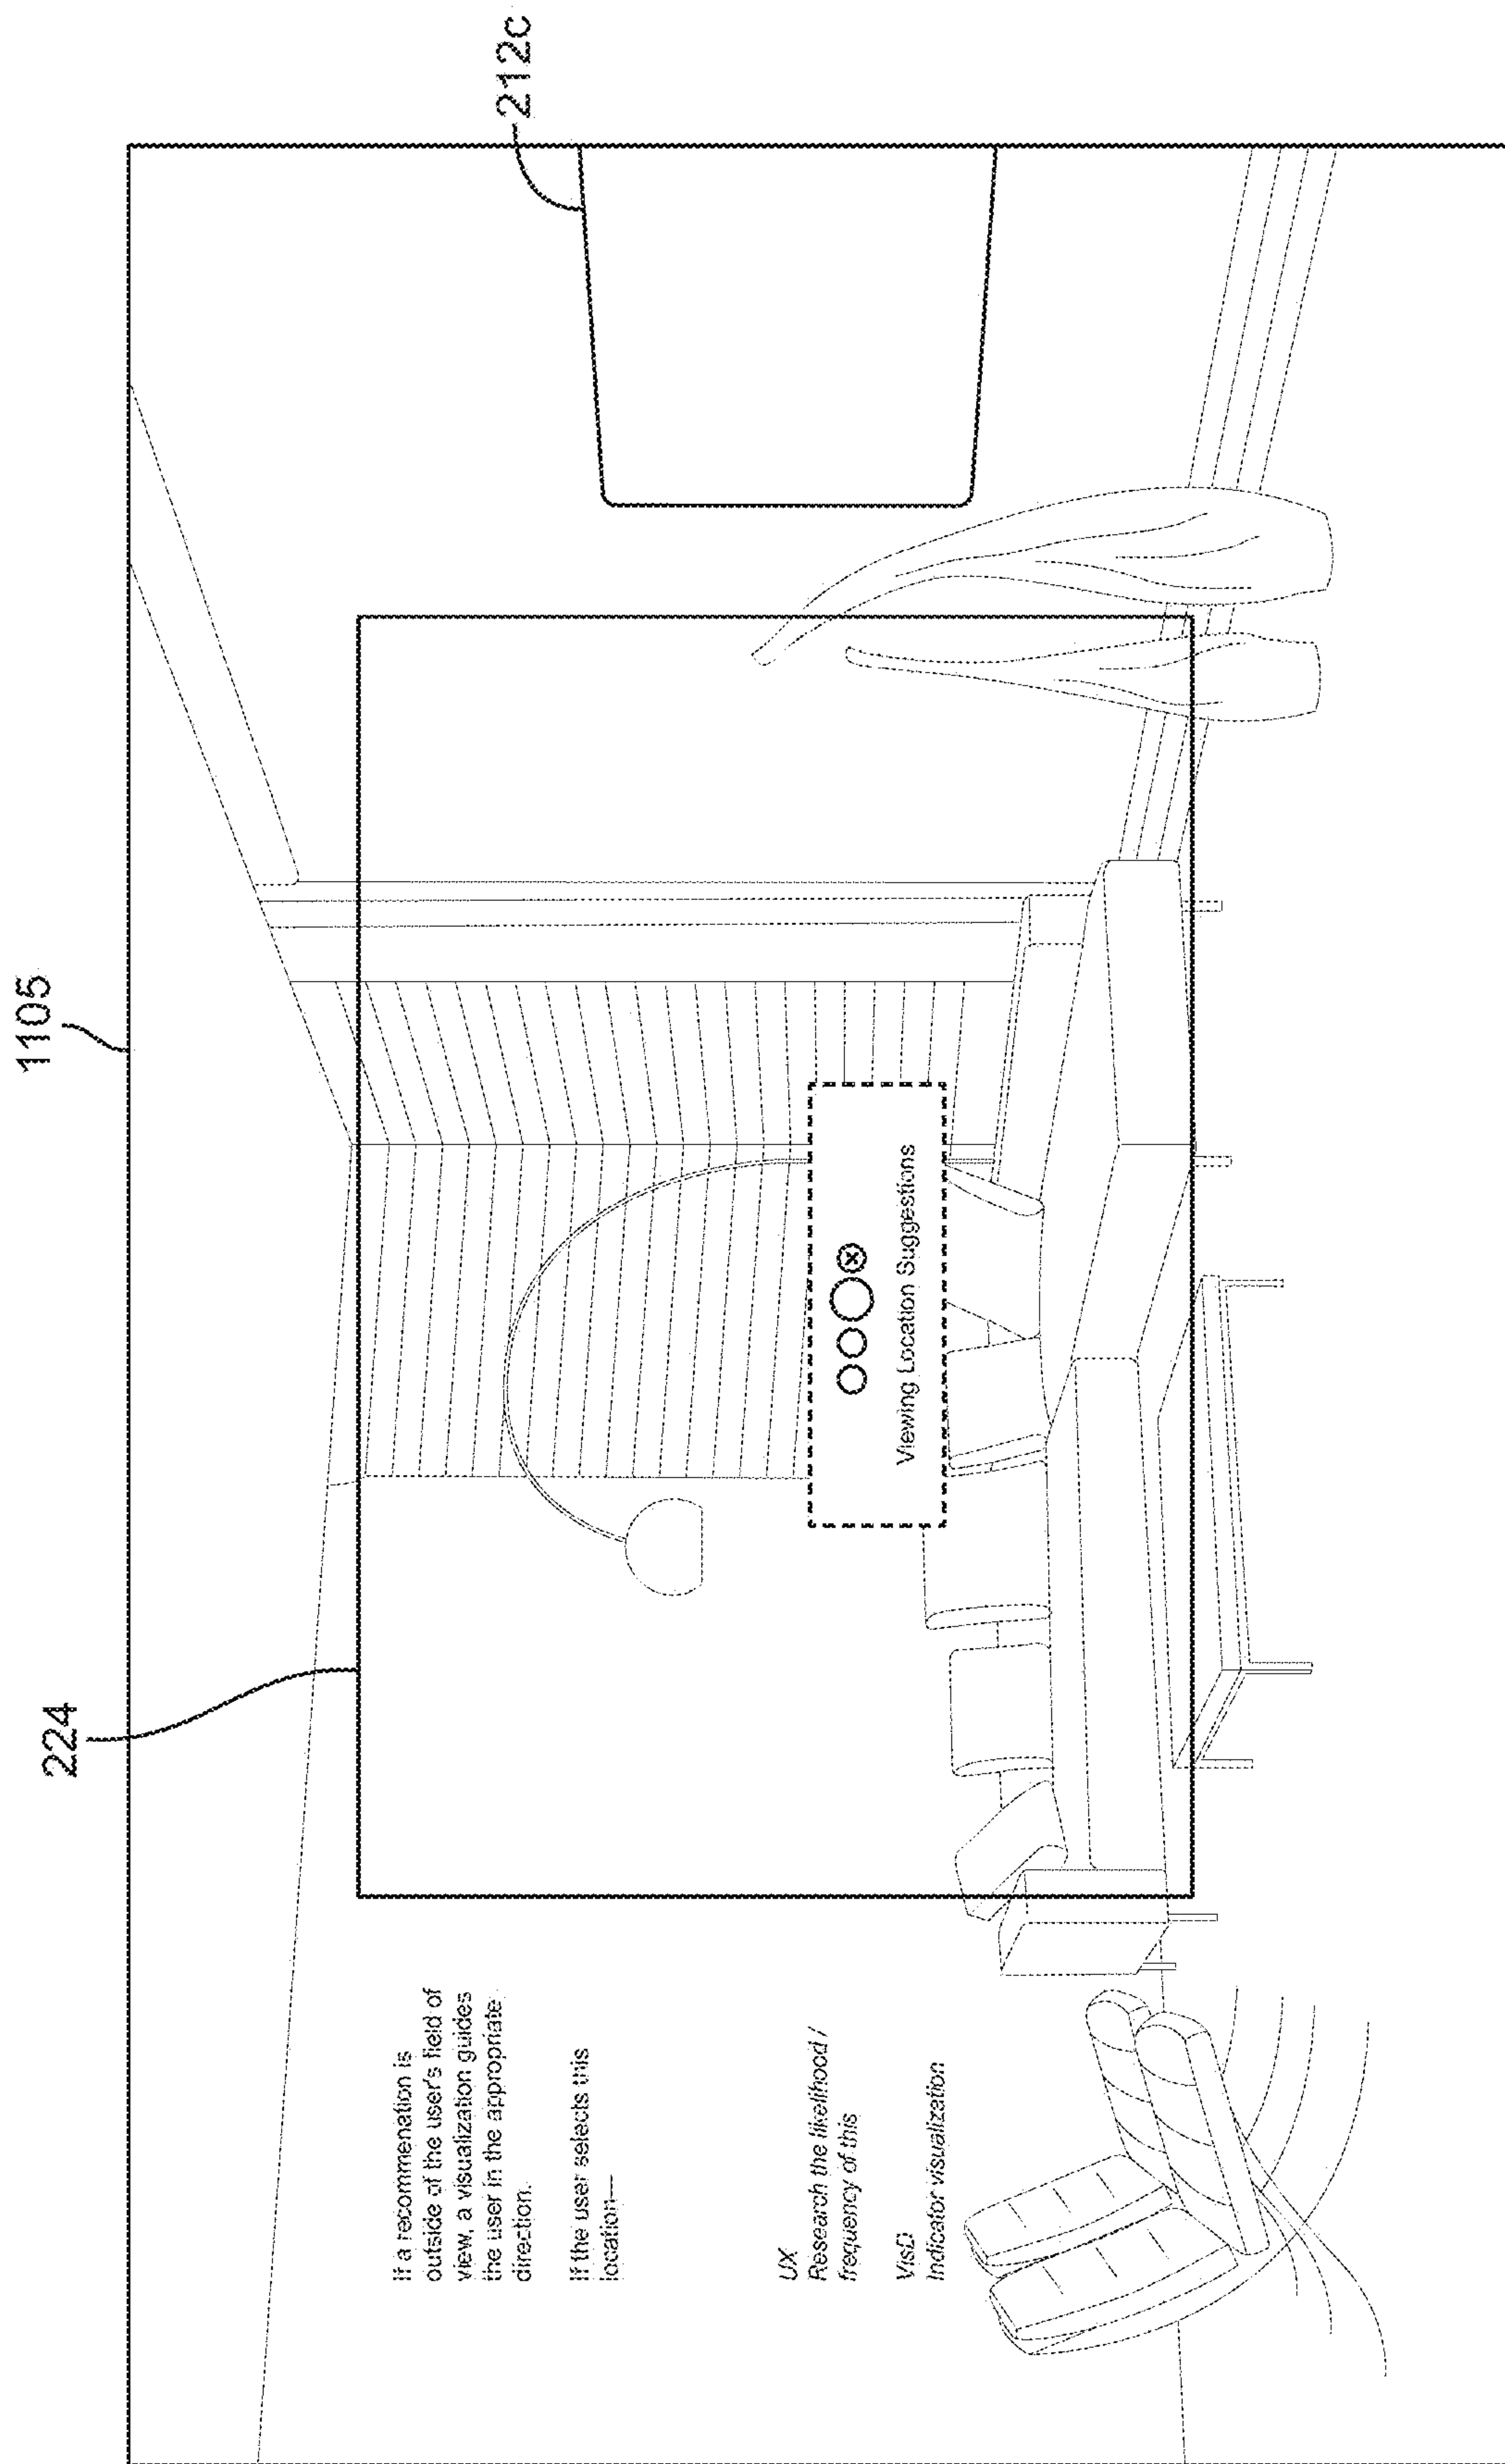 1105
224
212c
If a recommenation is
outside of the user's field of
view, a visualization guides
the user in the appropriate
direction.
If the user selects this
location—
UX
Research the likelihood /
frequency of this
VisD
Indicator visualization
Viewing Location Suggestions